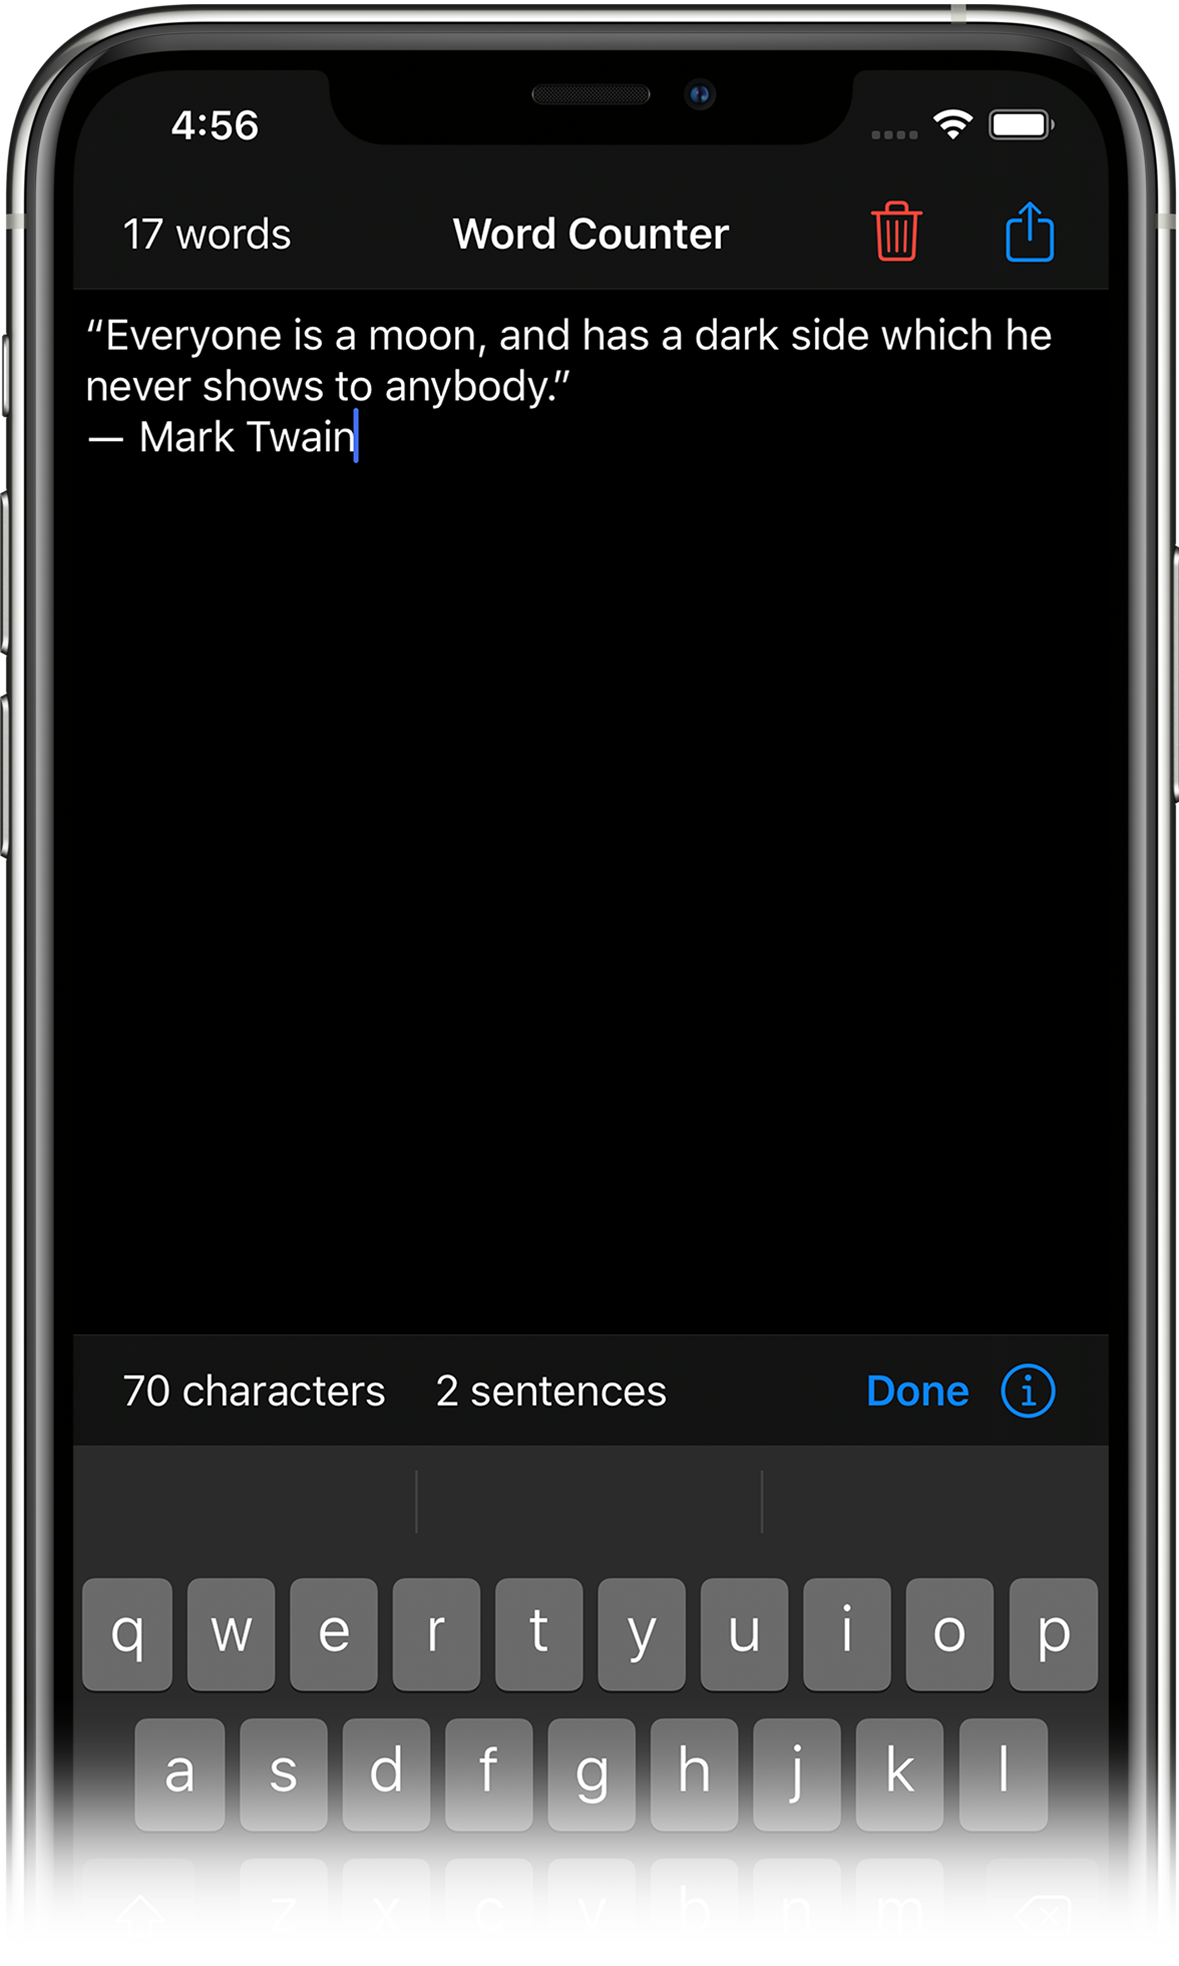 4:56
17 words Word Counter
“Everyone is a moon, and has a dark side which he
never shows to anybody.”
— Mark Twain
70 characters 2 sentences Done
q w e r t y u i o p
a s d f g h j k l
z x c v b n m